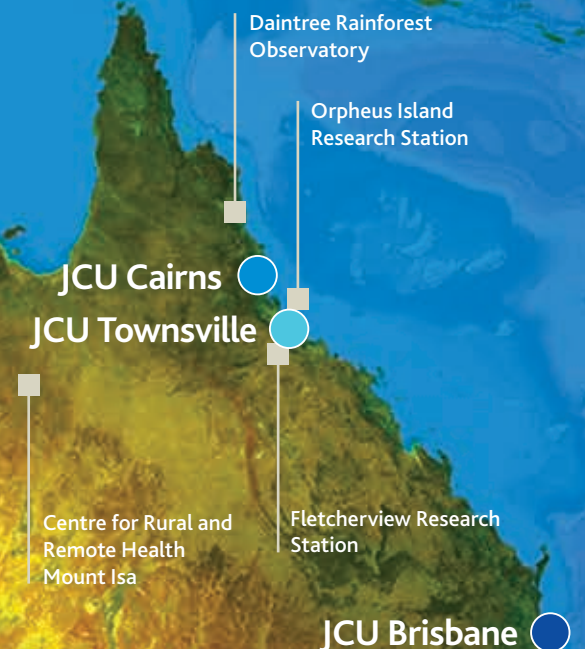 Daintree Rainforest
Observatory
Orpheus Island
Research Station
JCU Cairns
JCU Townsville
Centre for Rural and
Remote Health
Mount Isa
Fletcherview Research
Station
JCU Brisbane